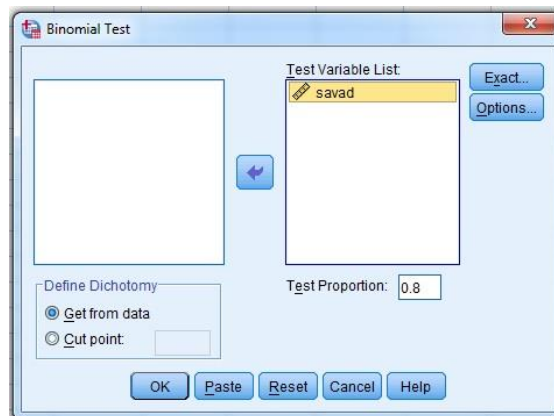 Binomial Test
Test Variable List:
savad
Exact...
Options...
Define Dichotomy
Get from data
Cut point:
Test Proportion: 0.8
OK Paste Reset Cancel Help